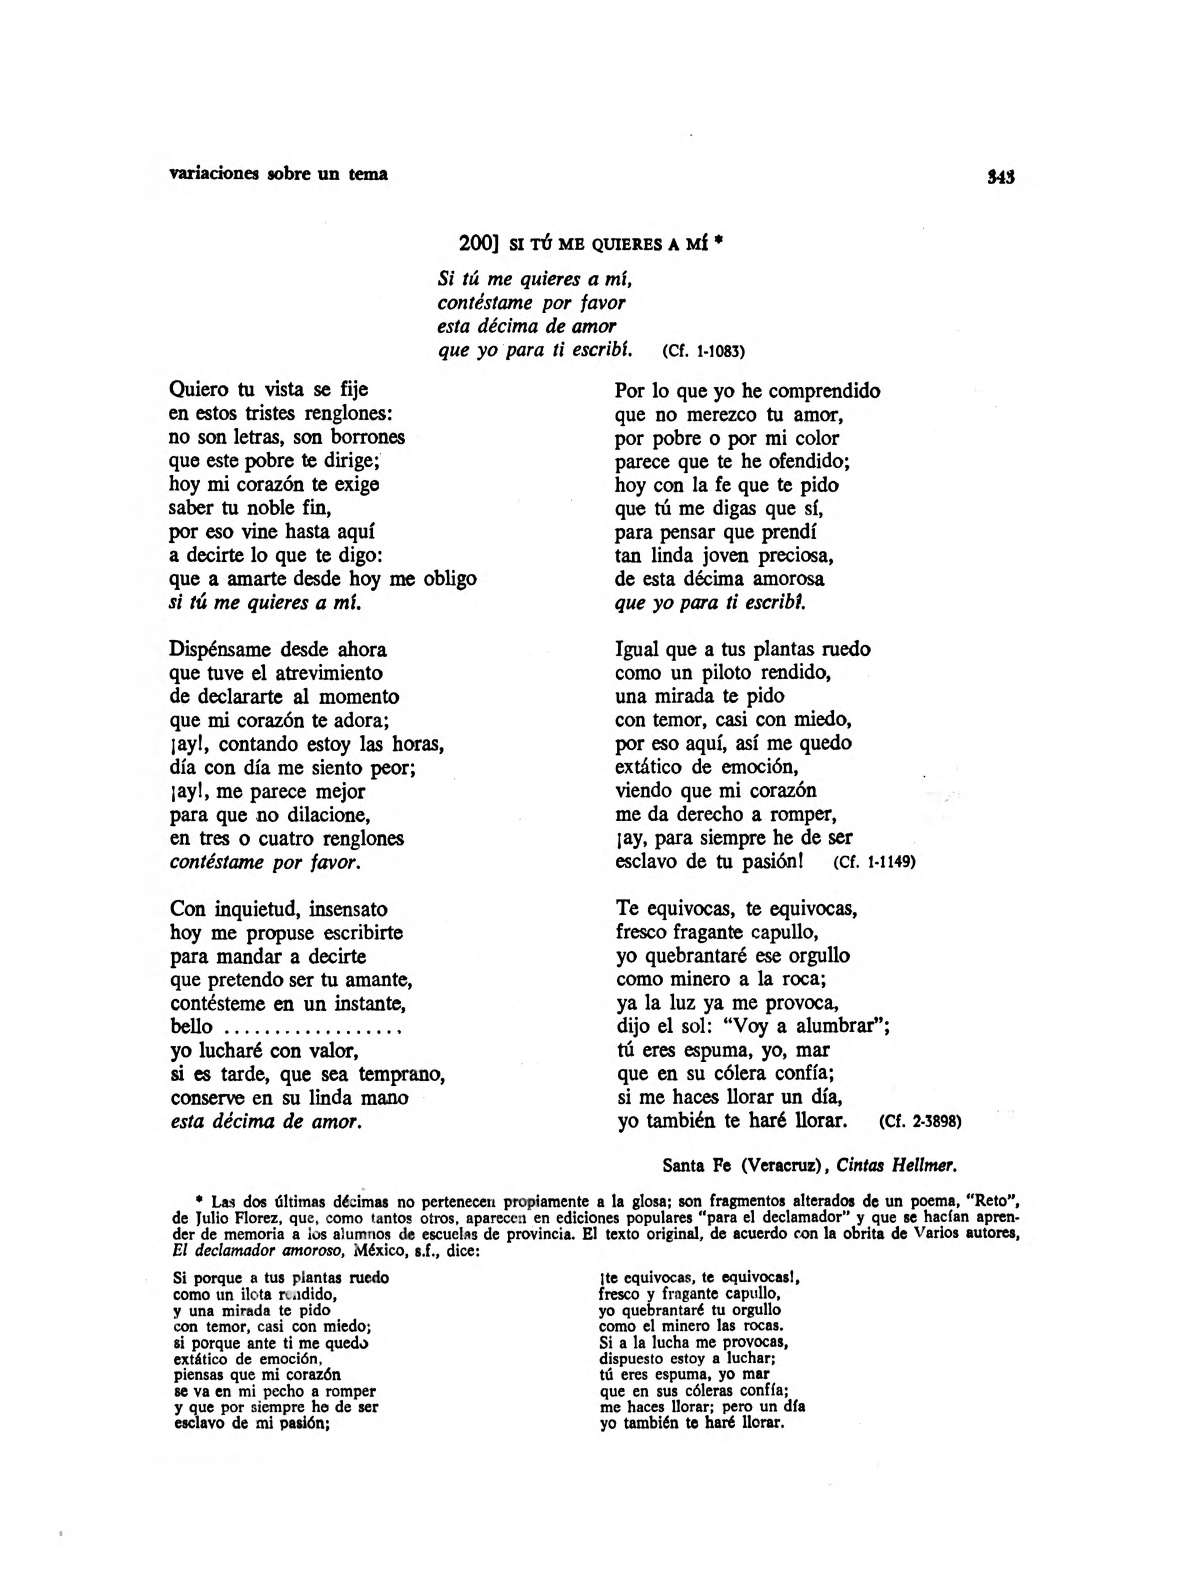 variaciones sobre un tema
343
200] SI TÚ ME QUIERES A MÍ *
Si tú me quieres a mí,
contéstame por favor
esta décima de amor
que yo para ti escribí. (Cf. 1-1083)
Quiero tu vista se fije
en estos tristes renglones:
no son letras, son borrones
que este pobre te dirige;
hoy mi corazón te exige
saber tu noble fin,
por eso vine hasta aquí
a decirte lo que te digo:
que a amarte desde hoy me obligo
si tú me quieres a mí.
Dispénsame desde ahora
que tuve el atrevimiento
de declararte al momento
que mi corazón te adora;
¡ay!, contando estoy las horas,
día con día me siento peor;
¡ay!, me parece mejor
para que no dilacione,
en tres o cuatro renglones
contéstame por favor.
Con inquietud, insensato
hoy me propuse escribirte
para mandar a decirte
que pretendo ser tu amante,
contésteme en un instante,
bello ..................
yo lucharé con valor,
si es tarde, que sea temprano,
conserve en su linda mano
esta décima de amor.
Por lo que yo he comprendido
que no merezco tu amor,
por pobre o por mi color
parece que te he ofendido;
hoy con la fe que te pido
que tú me digas que sí,
para pensar que prendí
tan linda joven preciosa,
de esta décima amorosa
que yo para ti escribí.
Igual que a tus plantas ruedo
como un piloto rendido,
una mirada te pido
con temor, casi con miedo,
por eso aquí, así me quedo
extático de emoción,
viendo que mi corazón
me da derecho a romper,
¡ay, para siempre he de ser
esclavo de tu pasión! (Cf. 1-1149)
Te equivocas, te equivocas,
fresco fragante capullo,
yo quebrantaré ese orgullo
como minero a la roca;
ya la luz ya me provoca,
dijo el sol: "Voy a alumbrar";
tú eres espuma, yo, mar
que en su cólera confía;
si me haces llorar un día,
yo también te haré llorar. (Cf. 2-3898)
Santa Fe (Veracruz), Cintas Hellmer.
* Las dos últimas décimas no pertenecen propiamente a la glosa; son fragmentos alterados de un poema, "Reto",
de Julio Florez, que, como tantos otros, aparecen en ediciones populares "para el declamador" y que se hacían apren-
der de memoria a los alumnos de escuelas de provincia. El texto original, de acuerdo con la obrita de Varios autores,
El declamador amoroso, México, s.f., dice:
Si porque a tus plantas ruedo
como un ilota rendido,
y una mirada te pido
con temor, casi con miedo;
si porque ante ti me quedo
extático de emoción,
piensas que mi corazón
se va en mi pecho a romper
y que por siempre he de ser
esclavo de mi pasión;
¡te equivocas, te equivocas!,
fresco y fragante capullo,
yo quebrantaré tu orgullo
como el minero las rocas.
Si a la lucha me provocas,
dispuesto estoy a luchar;
tú eres espuma, yo mar
que en sus cóleras confía;
me haces llorar; pero un día
yo también te haré llorar.